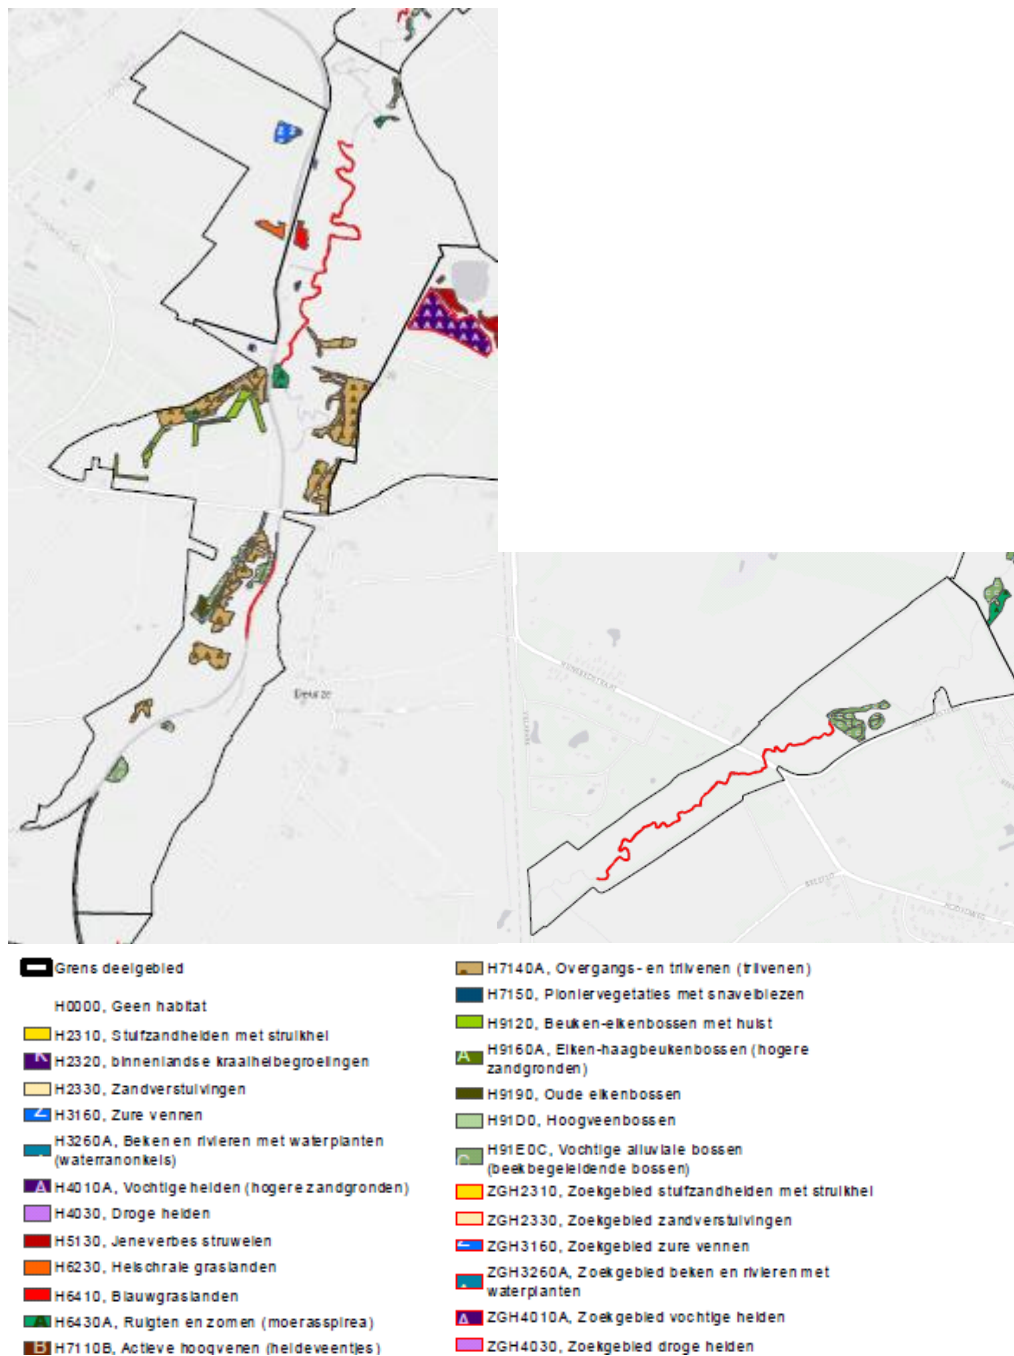 Deurze
Grens deelgebied
H0000, Geen habitat
H2310, Stuifzandheiden met struikhei
H2320, binnenlandse kraaiheibegroeiingen
H2330, Zandverstuivingen
H3160, Zure vennen
H3260A, Beken en rivieren met waterplanten
(waterranonkels)
H4010A, Vochtige heiden (hogere zandgronden)
H4030, Droge heiden
H5130, Jeneverbes struwelen
H6230, Heischrale graslanden
H6410, Blauwgraslanden
H6430A, Ruigten en zomen (moerasspirea)
H7110B, Actieve hoogvenen (heideveentjes)
H7140A, Overgangs- en trilvenen (trilvenen)
H7150, Pioniervegetaties met snavelbiezen
H9120, Beuken-eikenbossen met hulst
H9160A, Eiken-haagbeukenbossen (hogere
zandgronden)
H9190, Oude eikenbossen
H91D0, Hoogveenbossen
H91E0C, Vochtige alluviale bossen
(beekbegeleidende bossen)
ZGH2310, Zoekgebied stuifzandheiden met struikhei
ZGH2330, Zoekgebied zandverstuivingen
ZGH3160, Zoekgebied zure vennen
ZGH3260A, Zoekgebied beken en rivieren met
waterplanten
ZGH4010A, Zoekgebied vochtige heiden
ZGH4030, Zoekgebied droge heiden